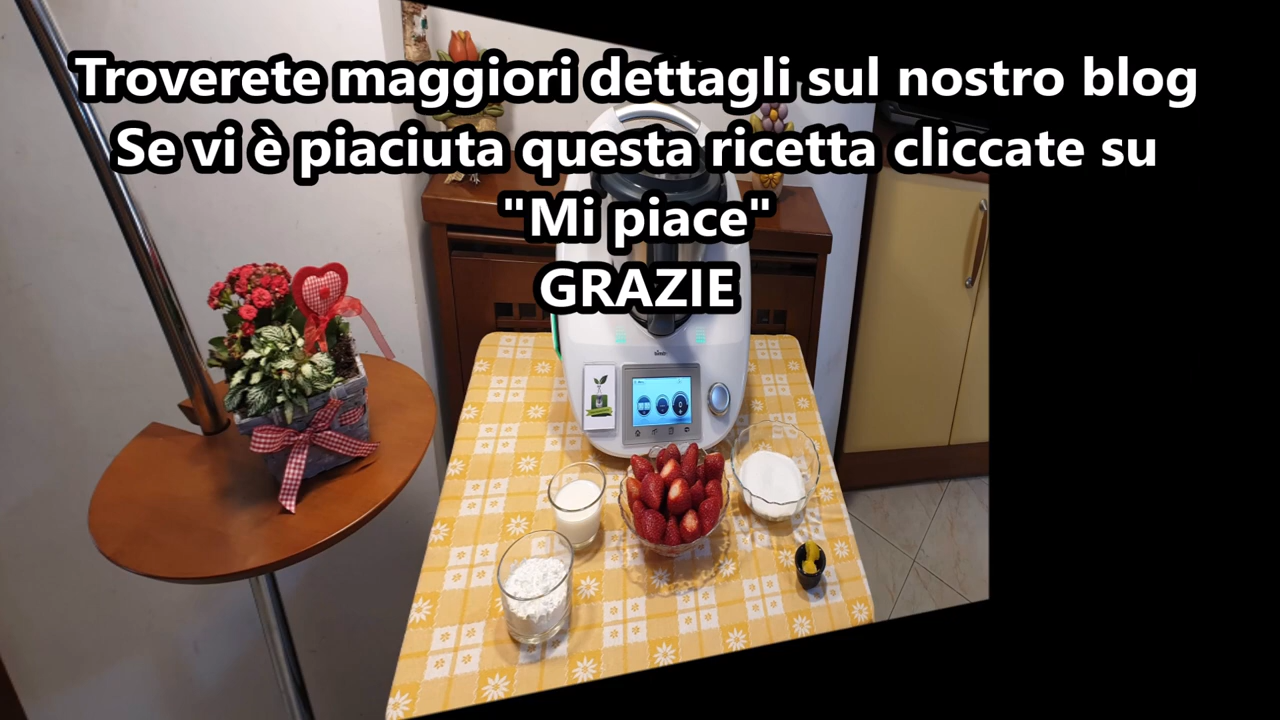 Troverete maggiori dettagli sul nostro blog
Se vi è piaciuta questa ricetta cliccate su
"Mi piace"
GRAZIE